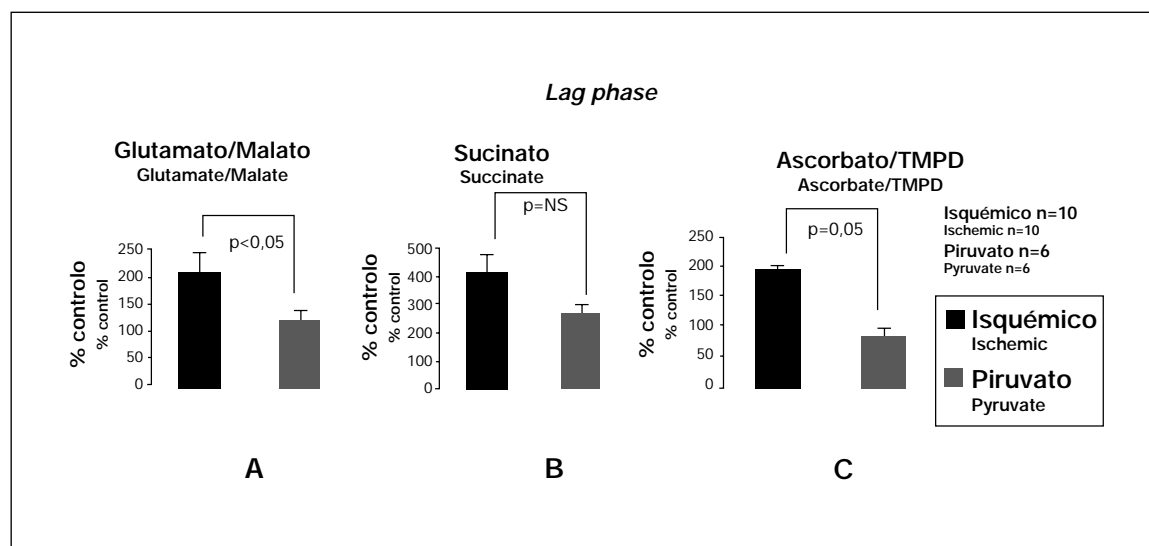 Lag phase
Glutamato/Malato
Glutamate/Malate
p<0,05
250
200
150
100
50
0
% controlo
% control
A
Sucinato
Succinate
p=NS
500
400
300
200
100
0
% controlo
% control
B
Ascorbato/TMPD
Ascorbate/TMPD
p=0,05
250
200
150
100
50
0
% controlo
% control
C
Isquémico n=10
Ischemic n=10
Piruvato n=6
Pyruvate n=6
Isquémico
Ischemic
Piruvato
Pyruvate